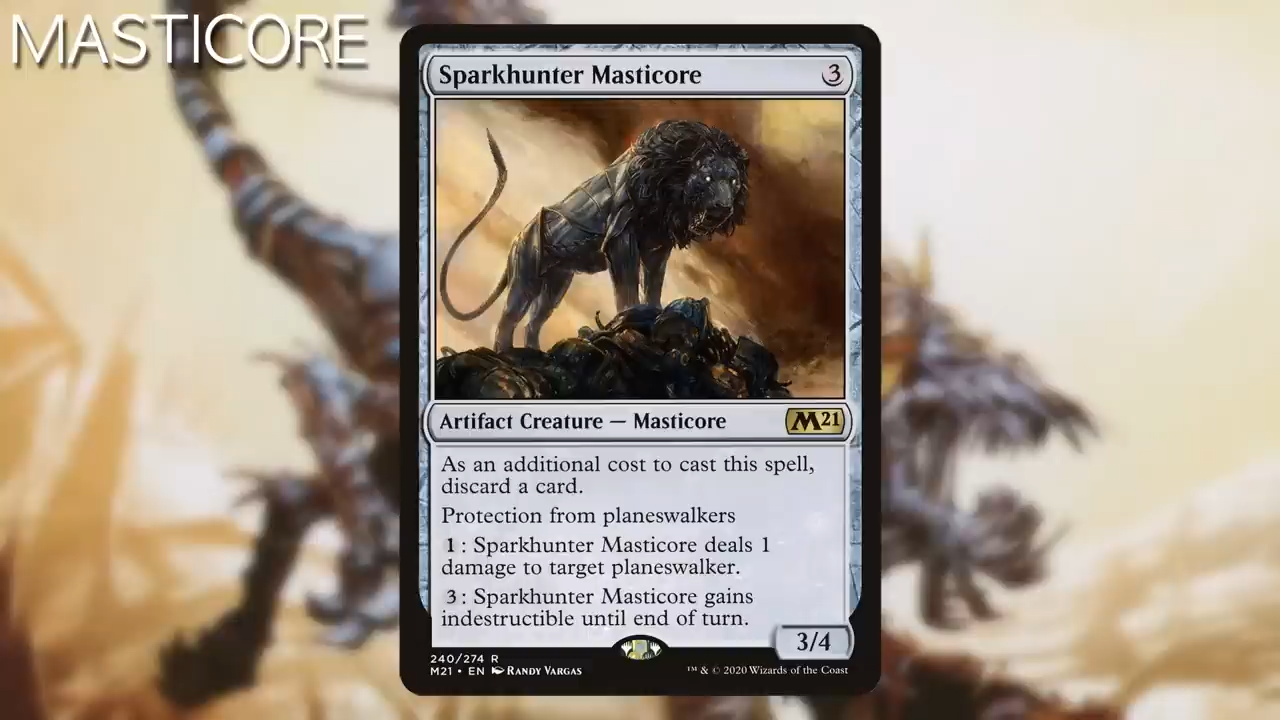 MASTICORE
Sparkhunter Masticore 3
Artifact Creature — Masticore M21
As an additional cost to cast this spell,
discard a card.
Protection from planeswalkers
1: Sparkhunter Masticore deals 1
damage to target planeswalker.
3: Sparkhunter Masticore gains
indestructible until end of turn.
3/4
240/274 R
M21 • EN RANDY VARGAS
™ & © 2020 Wizards of the Coast